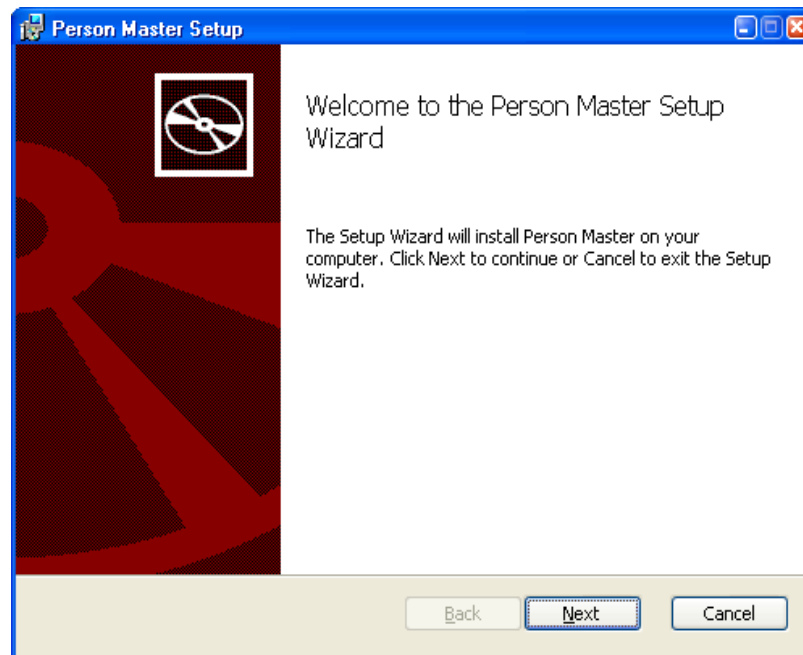 Person Master Setup
Welcome to the Person Master Setup
Wizard
The Setup Wizard will install Person Master on your
computer. Click Next to continue or Cancel to exit the Setup
Wizard.
Back Next Cancel